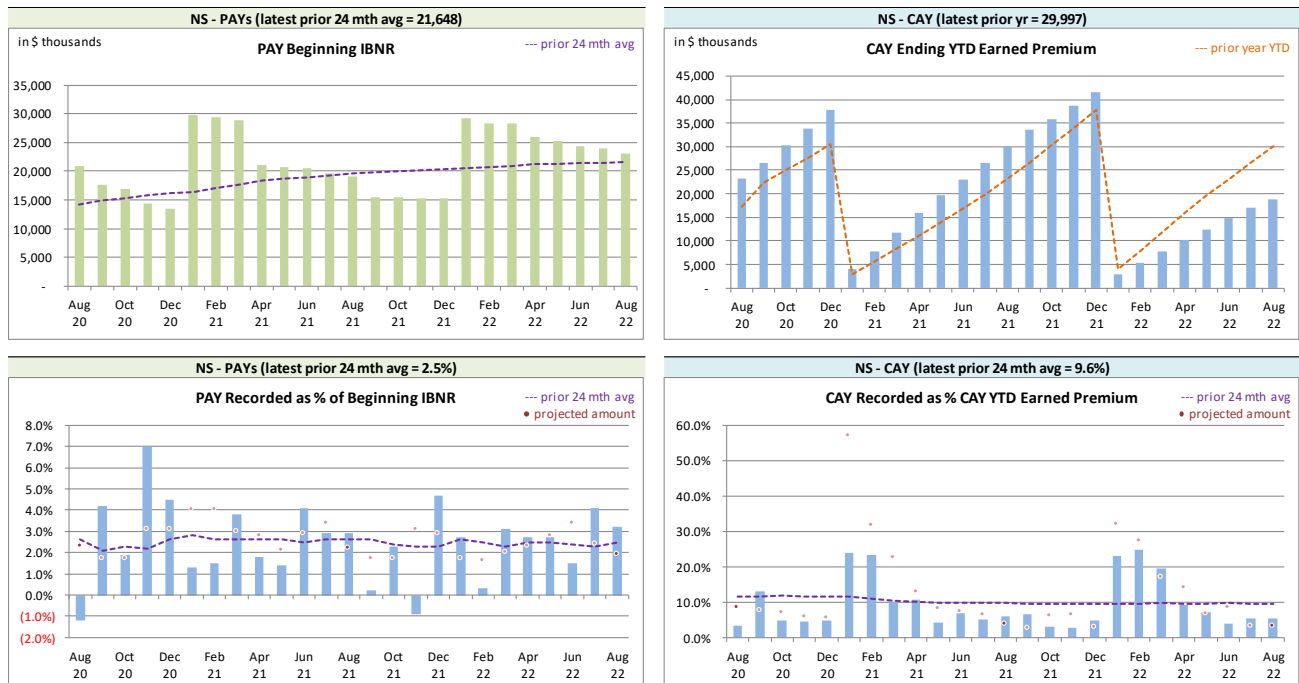 NS - PAYs (latest prior 24 mth avg = 21,648)
in $ thousands
PAY Beginning IBNR
--- prior 24 mth avg
35,000
30,000
25,000
20,000
15,000
10,000
5,000
-
Aug Oct Dec Feb Apr Jun Aug Oct Dec Feb Apr Jun Aug
20 20 20 21 21 21 21 21 21 22 22 22 22
NS - CAY (latest prior yr = 29,997)
in $ thousands
CAY Ending YTD Earned Premium
--- prior year YTD
45,000
40,000
35,000
30,000
25,000
20,000
15,000
10,000
5,000
-
Aug Oct Dec Feb Apr Jun Aug Oct Dec Feb Apr Jun Aug
20 20 20 21 21 21 21 21 21 22 22 22 22
NS - PAYs (latest prior 24 mth avg = 2.5%)
PAY Recorded as % of Beginning IBNR
--- prior 24 mth avg
• projected amount
8.0%
7.0%
6.0%
5.0%
4.0%
3.0%
2.0%
1.0%
0.0%
(1.0%)
(2.0%)
Aug Oct Dec Feb Apr Jun Aug Oct Dec Feb Apr Jun Aug
20 20 20 21 21 21 21 21 21 22 22 22 22
NS - CAY (latest prior 24 mth avg = 9.6%)
CAY Recorded as % CAY YTD Earned Premium
--- prior 24 mth avg
• projected amount
60.0%
50.0%
40.0%
30.0%
20.0%
10.0%
0.0%
Aug Oct Dec Feb Apr Jun Aug Oct Dec Feb Apr Jun Aug
20 20 20 21 21 21 21 21 21 22 22 22 22